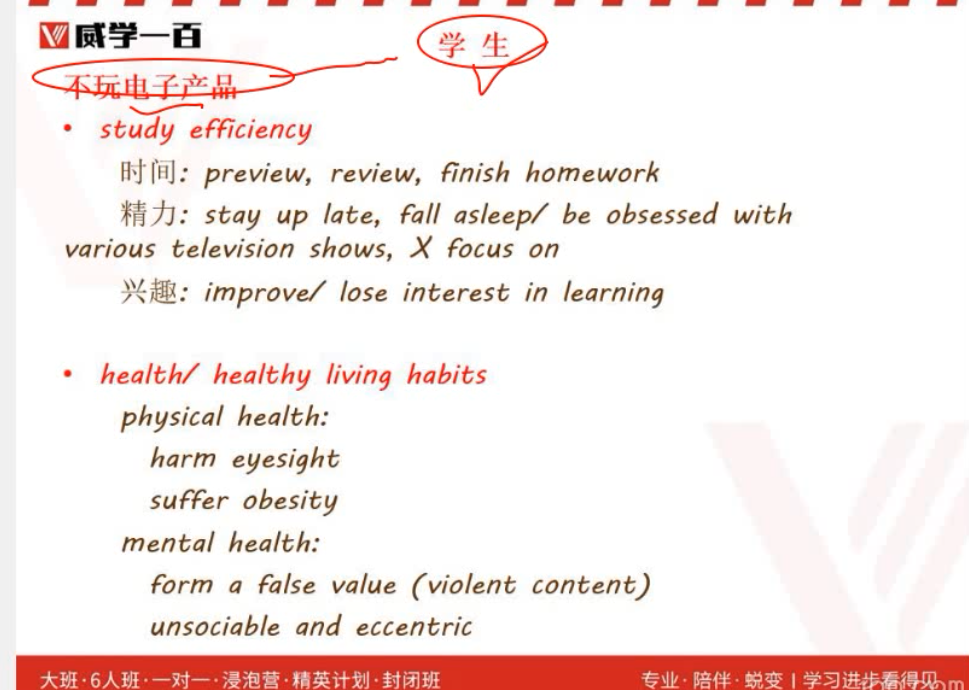 威学一百
学 生
不玩电子产品
• study efficiency
时间: preview, review, finish homework
精力: stay up late, fall asleep/ be obsessed with
various television shows, X focus on
兴趣: improve/ lose interest in learning
• health/ healthy living habits
physical health:
harm eyesight
suffer obesity
mental health:
form a false value (violent content)
unsociable and eccentric
大班·6人班·一对一·浸泡营·精英计划·封闭班
专业·陪伴·蜕变 | 学习进步看得见